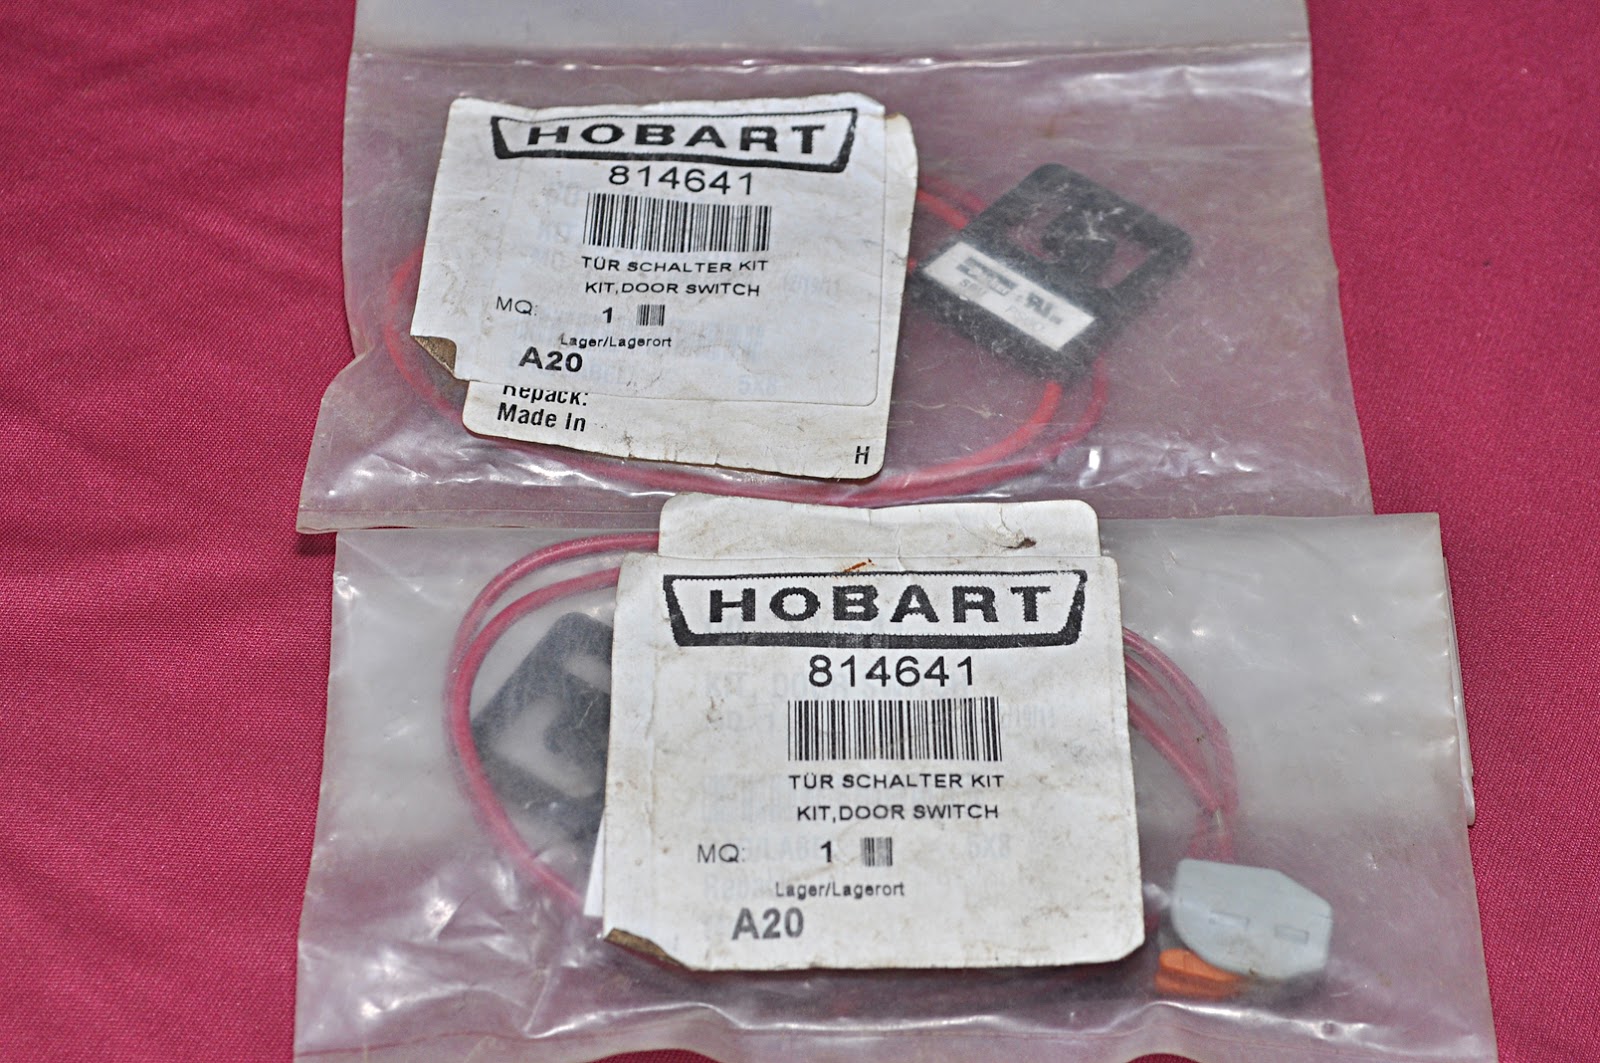 HOBART
814641
TÜR SCHALTER KIT
KIT,DOOR SWITCH
MQ: 1
Lager/Lagerort
A20
Repack:
Made In
H
HOBART
814641
TÜR SCHALTER KIT
KIT,DOOR SWITCH
MQ: 1
Lager/Lagerort
A20